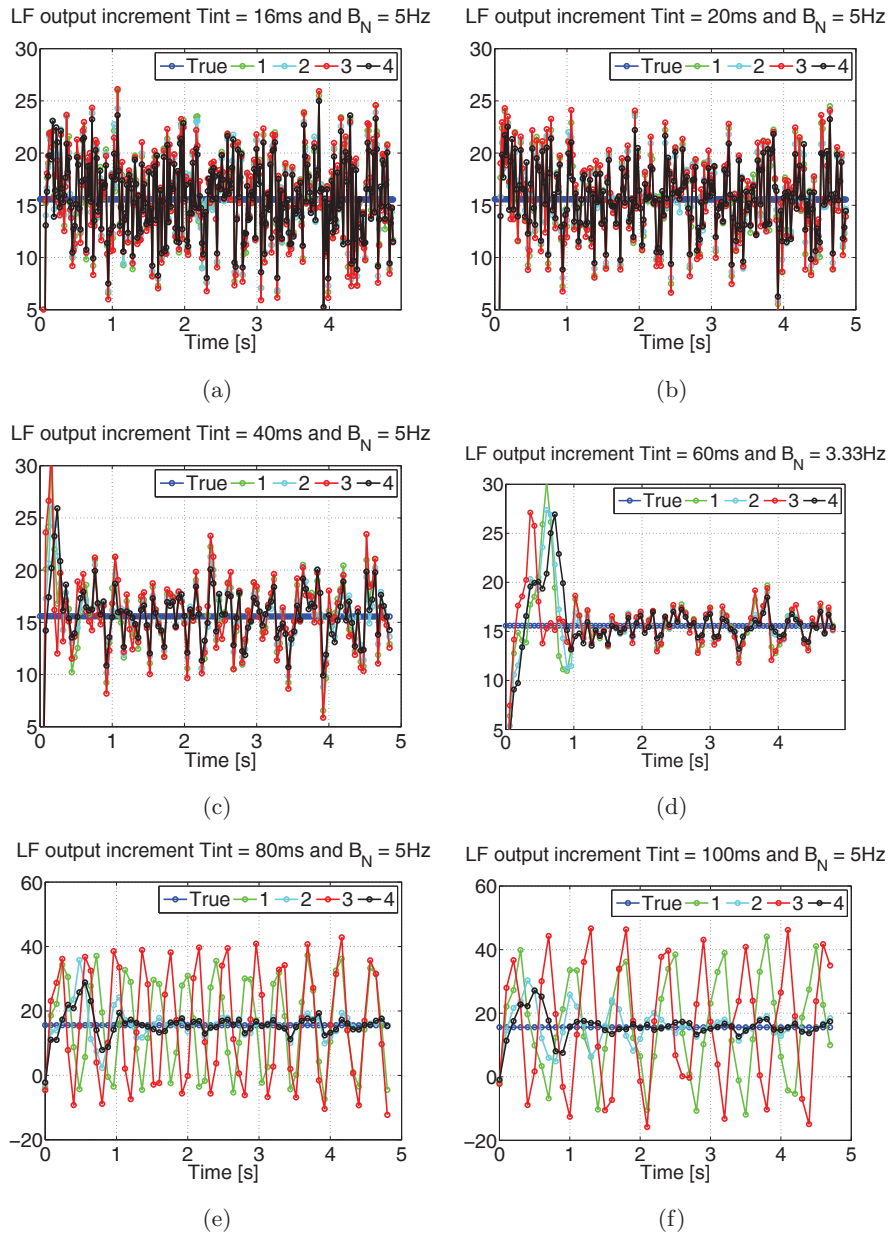 LF output increment Tint = 16ms and B_N = 5Hz
True 1 2 3 4
30
25
20
15
10
5
0 1 2 3 4 5
Time [s]
(a)
LF output increment Tint = 20ms and B_N = 5Hz
True 1 2 3 4
30
25
20
15
10
5
0 1 2 3 4 5
Time [s]
(b)
LF output increment Tint = 40ms and B_N = 5Hz
True 1 2 3 4
30
25
20
15
10
5
0 1 2 3 4 5
Time [s]
(c)
LF output increment Tint = 60ms and B_N = 3.33Hz
True 1 2 3 4
30
25
20
15
10
5
0 1 2 3 4
Time [s]
(d)
LF output increment Tint = 80ms and B_N = 5Hz
True 1 2 3 4
60
40
20
0
−20
0 1 2 3 4 5
Time [s]
(e)
LF output increment Tint = 100ms and B_N = 5Hz
True 1 2 3 4
60
40
20
0
−20
0 1 2 3 4 5
Time [s]
(f)